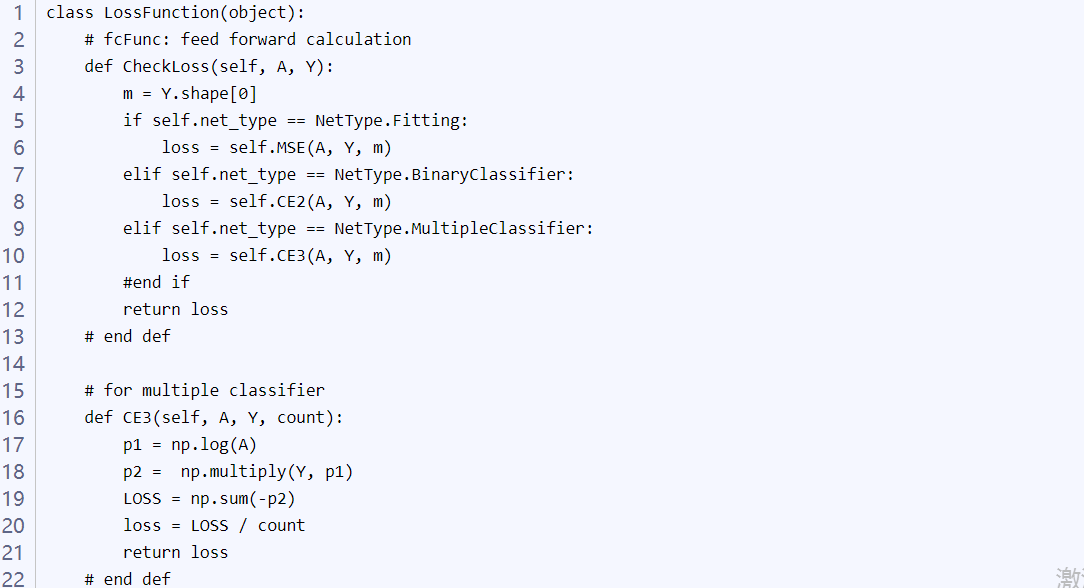 1 class LossFunction(object):
2     # fcFunc: feed forward calculation
3     def CheckLoss(self, A, Y):
4         m = Y.shape[0]
5         if self.net_type == NetType.Fitting:
6             loss = self.MSE(A, Y, m)
7         elif self.net_type == NetType.BinaryClassifier:
8             loss = self.CE2(A, Y, m)
9         elif self.net_type == NetType.MultipleClassifier:
10             loss = self.CE3(A, Y, m)
11         #end if
12         return loss
13     # end def
14
15     # for multiple classifier
16     def CE3(self, A, Y, count):
17         p1 = np.log(A)
18         p2 =  np.multiply(Y, p1)
19         LOSS = np.sum(-p2)
20         loss = LOSS / count
21         return loss
22     # end def
激